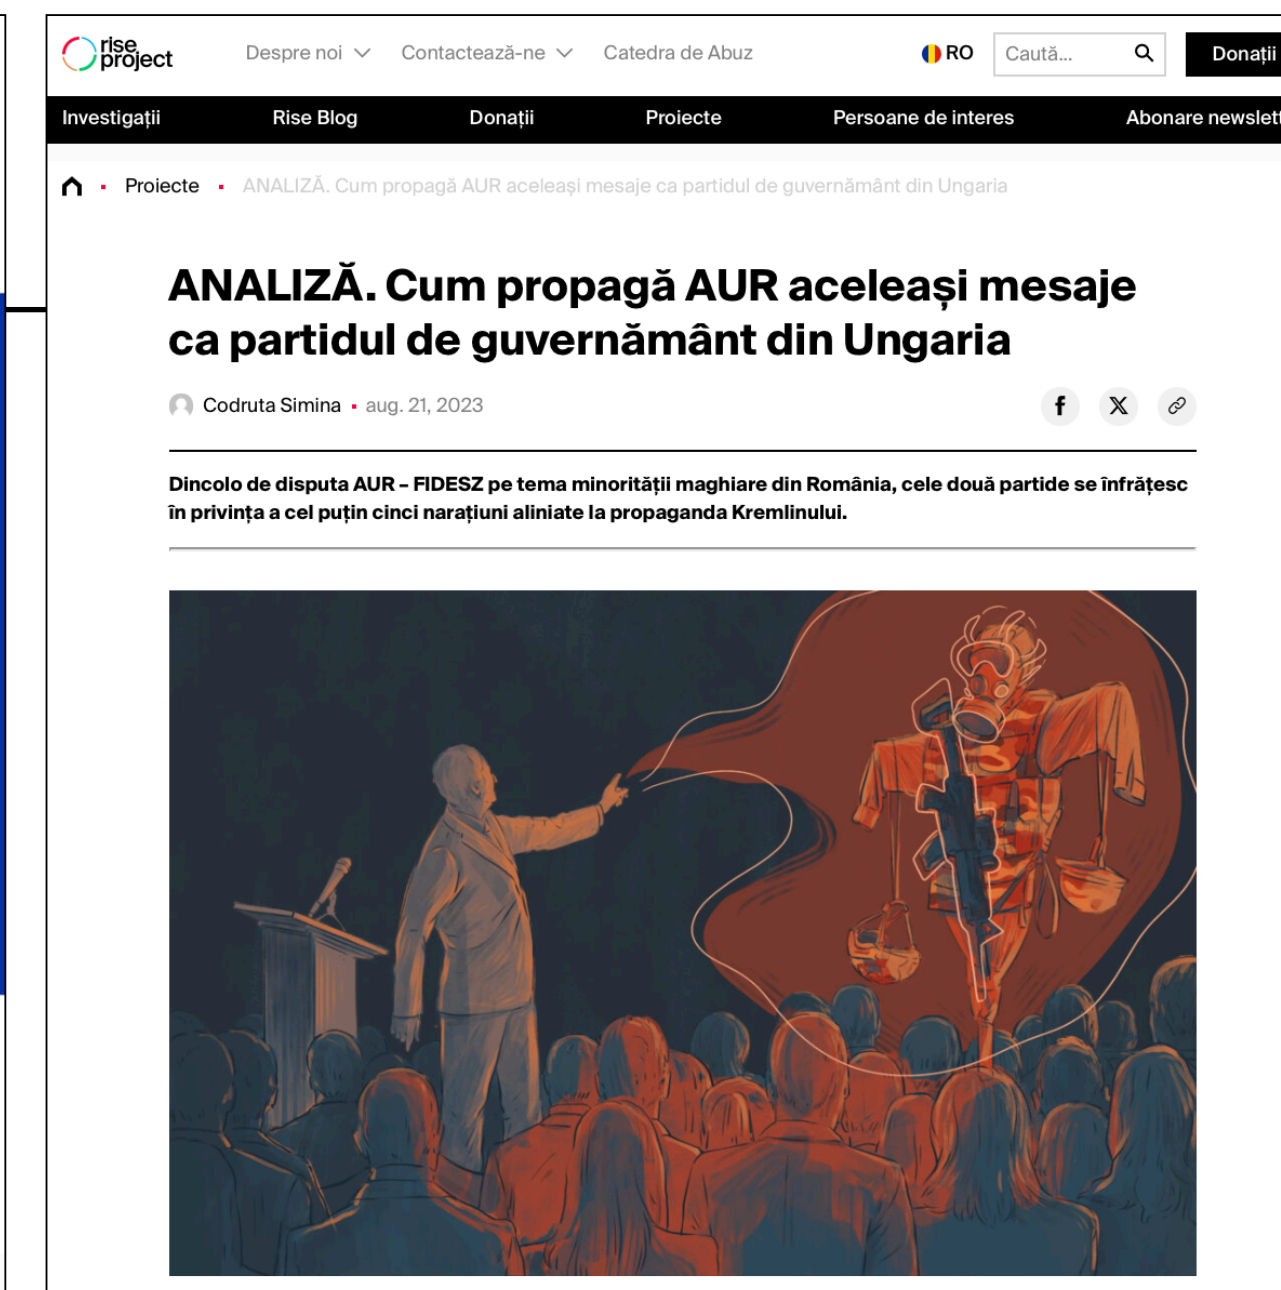 rise
project
Despre noi
Contactează-ne
Catedra de Abuz
RO
Caută...
Donații
Investigații
Rise Blog
Donații
Proiecte
Persoane de interes
Abonare newslett
Proiecte
ANALIZĂ. Cum propagă AUR aceleași mesaje ca partidul de guvernământ din Ungaria
ANALIZĂ. Cum propagă AUR aceleași mesaje
ca partidul de guvernământ din Ungaria
Codruta Simina
aug. 21, 2023
Dincolo de disputa AUR – FIDESZ pe tema minorității maghiare din România, cele două partide se înfrățesc
în privința a cel puțin cinci narațiuni aliniate la propaganda Kremlinului.